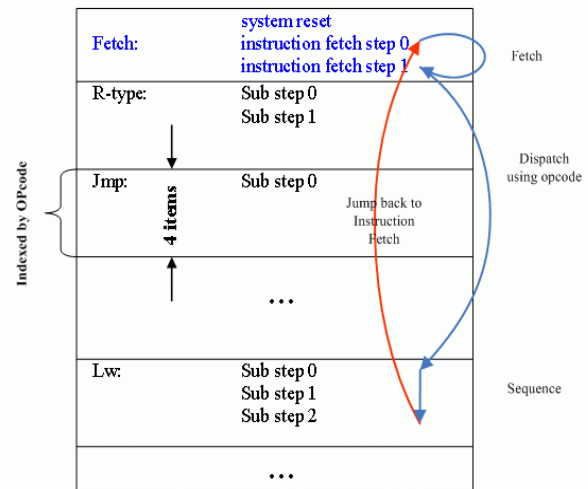 system reset
Fetch: instruction fetch step 0
instruction fetch step 1
Fetch
R-type: Sub step 0
Sub step 1
Dispatch
using opcode
Indexed by OPcode
4 items
Jmp: Sub step 0
Jump back to
Instruction
Fetch
...
Lw: Sub step 0
Sub step 1
Sub step 2
Sequence
...